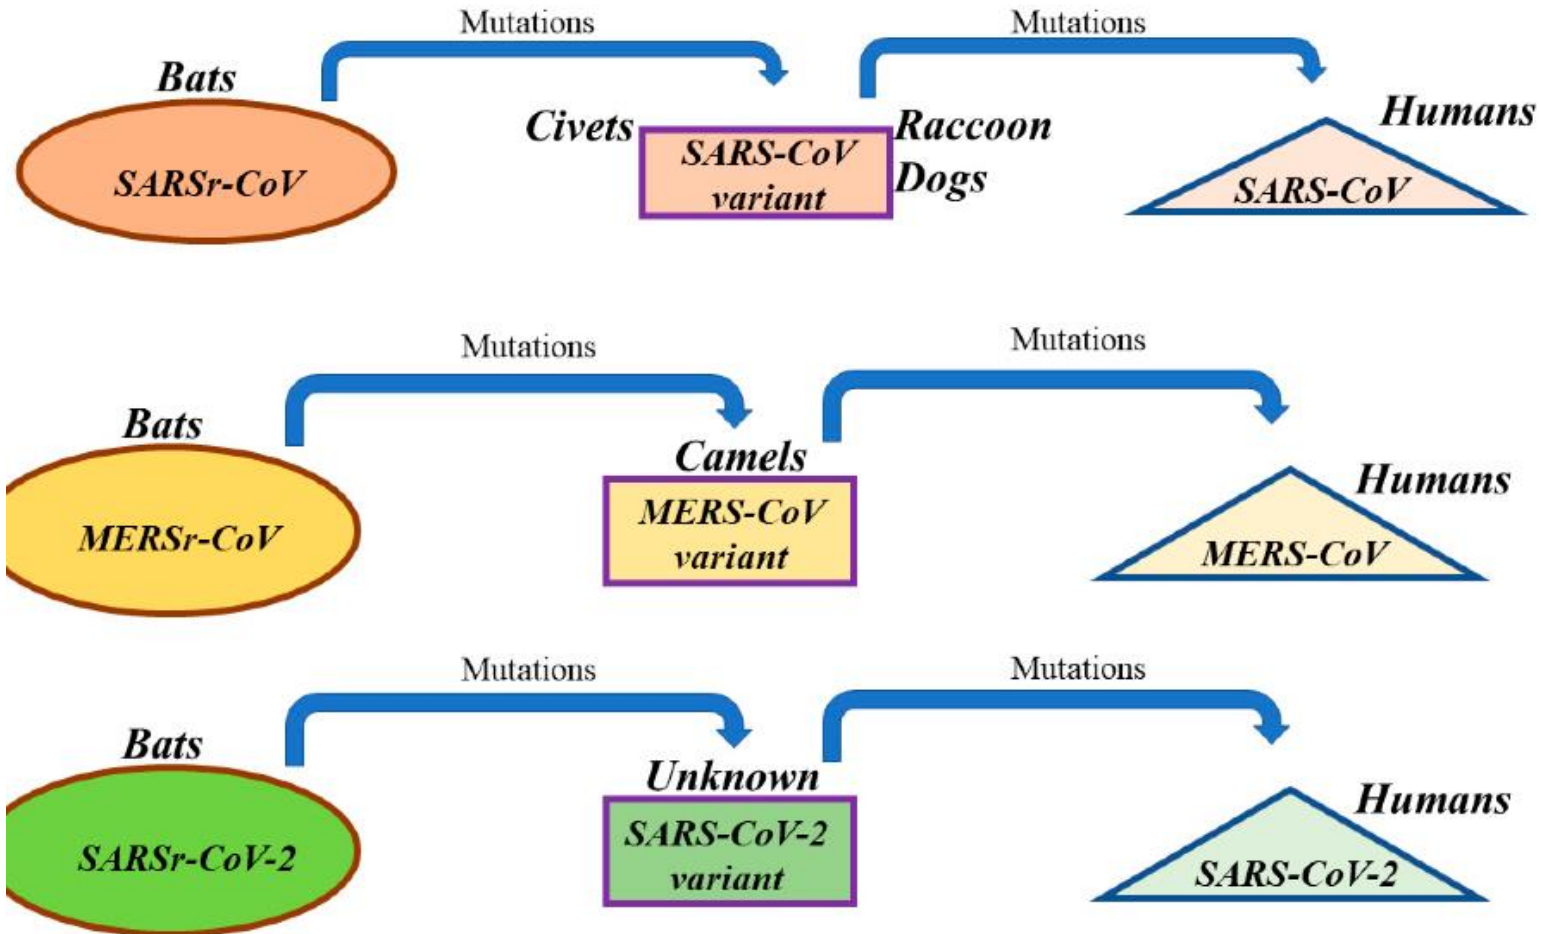 Mutations
Mutations
Bats
Civets
Raccoon
Dogs
Humans
SARSr-CoV
SARS-CoV
variant
SARS-CoV
Mutations
Mutations
Bats
Camels
Humans
MERSr-CoV
MERS-CoV
variant
MERS-CoV
Mutations
Mutations
Bats
Unknown
Humans
SARSr-CoV-2
SARS-CoV-2
variant
SARS-CoV-2